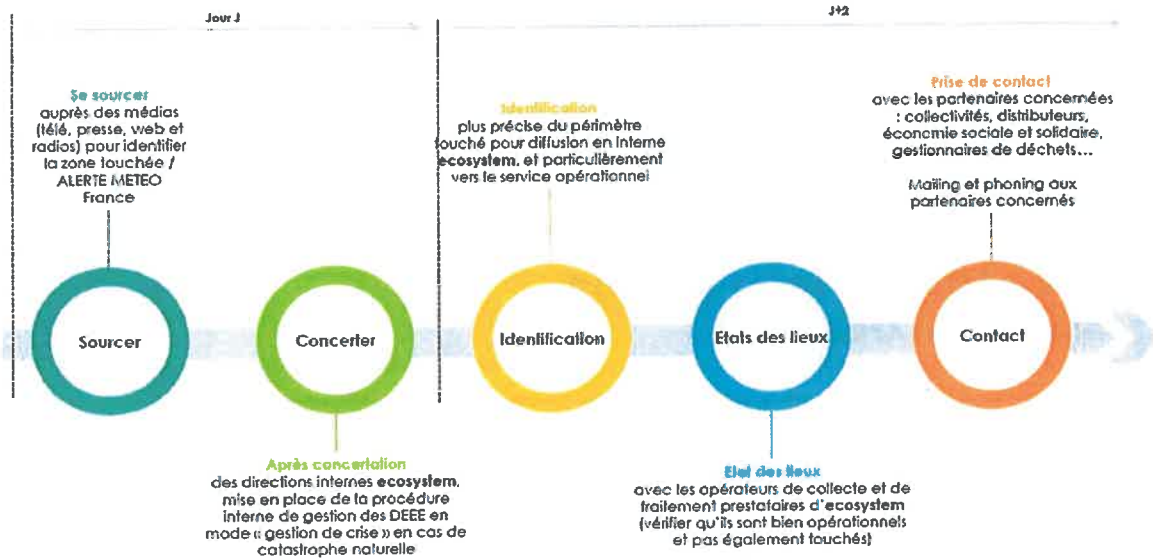 Jour J
J+2
Se sourcer
auprès des médias
(télé, presse, web et
radios) pour identifier
la zone touchée /
ALERTE METEO
France
Identification
plus précise du périmètre
touché pour diffusion en interne
ecosystem, et particulièrement
vers le service opérationnel
Prise de contact
avec les partenaires concernées
: collectivités, distributeurs,
économie sociale et solidaire,
gestionnaires de déchets...
Mailing et phoning aux
partenaires concernés
Sourcer
Concerter
Identification
Etats des lieux
Contact
Après concertation
des directions internes ecosystem,
mise en place de la procédure
interne de gestion des DEEE en
mode « gestion de crise » en cas de
catastrophe naturelle
Etat des lieux
avec les opérateurs de collecte et de
traitement prestataires d'ecosystem
(vérifier qu'ils sont bien opérationnels
et pas également touchés)